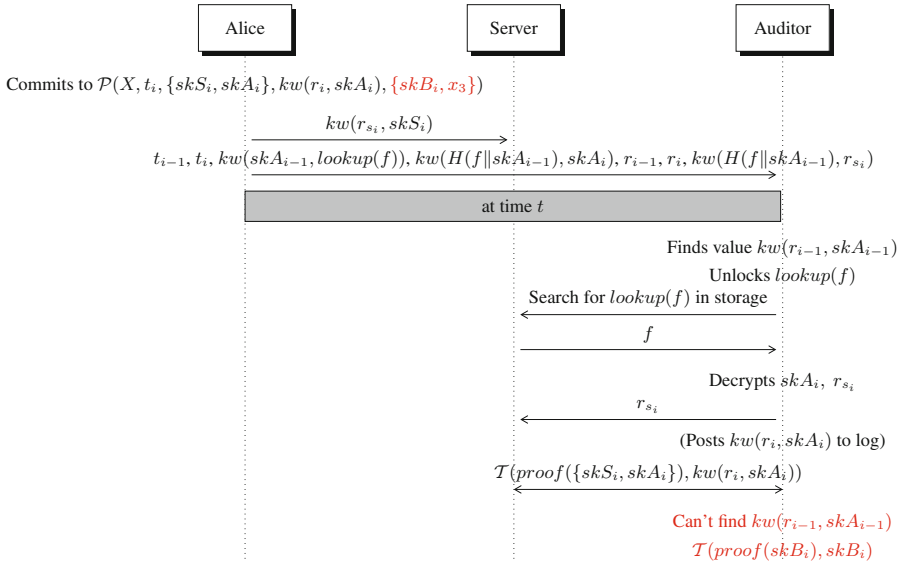 Alice Server Auditor
Commits to 𝒫(X, t_i, {skS_i, skA_i}, kw(r_i, skA_i), {skB_i, x_3})
kw(r_{s_i}, skS_i)
t_{i−1}, t_i, kw(skA_{i−1}, lookup(f)), kw(H(f‖skA_{i−1}), skA_i), r_{i−1}, r_i, kw(H(f‖skA_{i−1}), r_{s_i})
at time t
Finds value kw(r_{i−1}, skA_{i−1})
Unlocks lookup(f)
Search for lookup(f) in storage
f
Decrypts skA_i, r_{s_i}
r_{s_i}
(Posts kw(r_i, skA_i) to log)
𝒯(proof({skS_i, skA_i}), kw(r_i, skA_i))
Can't find kw(r_{i−1}, skA_{i−1})
𝒯(proof(skB_i), skB_i)